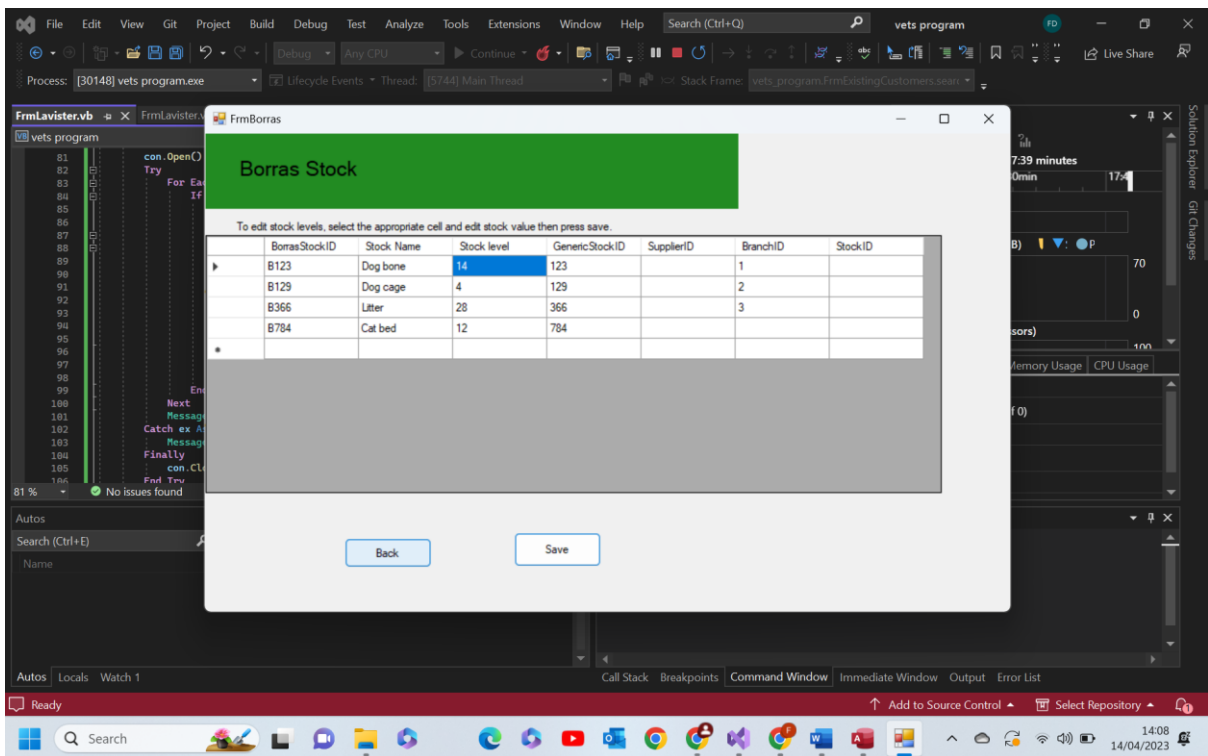 File Edit View Git Project Build Debug Test Analyze Tools Extensions Window Help Search (Ctrl+Q) vets program FD
Debug Any CPU Continue Live Share
Process: [30148] vets program.exe Lifecycle Events Thread: [5744] Main Thread Stack Frame: vets_program.FrmExistingCustomers.sear
FrmLavister.vb FrmLavister.v
vets program
81 con.Open()
82 Try
83 For Eac
84 If
85
86
87
88
89
90
91
92
93
94
95
96
97
98
99 En
100 Next
101 Messag
102 Catch ex A
103 Messag
104 Finally
105 con.Cl
106 End Try
81 % No issues found
FrmBorras
Borras Stock
To edit stock levels, select the appropriate cell and edit stock value then press save.
BorrasStockID Stock Name Stock level GenericStockID SupplierID BranchID StockID
B123 Dog bone 14 123 1
B129 Dog cage 4 129 2
B366 Litter 28 366 3
B784 Cat bed 12 784
Back Save
7:39 minutes
0min 17:4
B) P
70
0
sors)
100
Memory Usage CPU Usage
f 0)
Solution Explorer
Git Changes
Autos
Search (Ctrl+E)
Name
Autos Locals Watch 1
Call Stack Breakpoints Command Window Immediate Window Output Error List
Ready Add to Source Control Select Repository
Search
14:08
14/04/2023